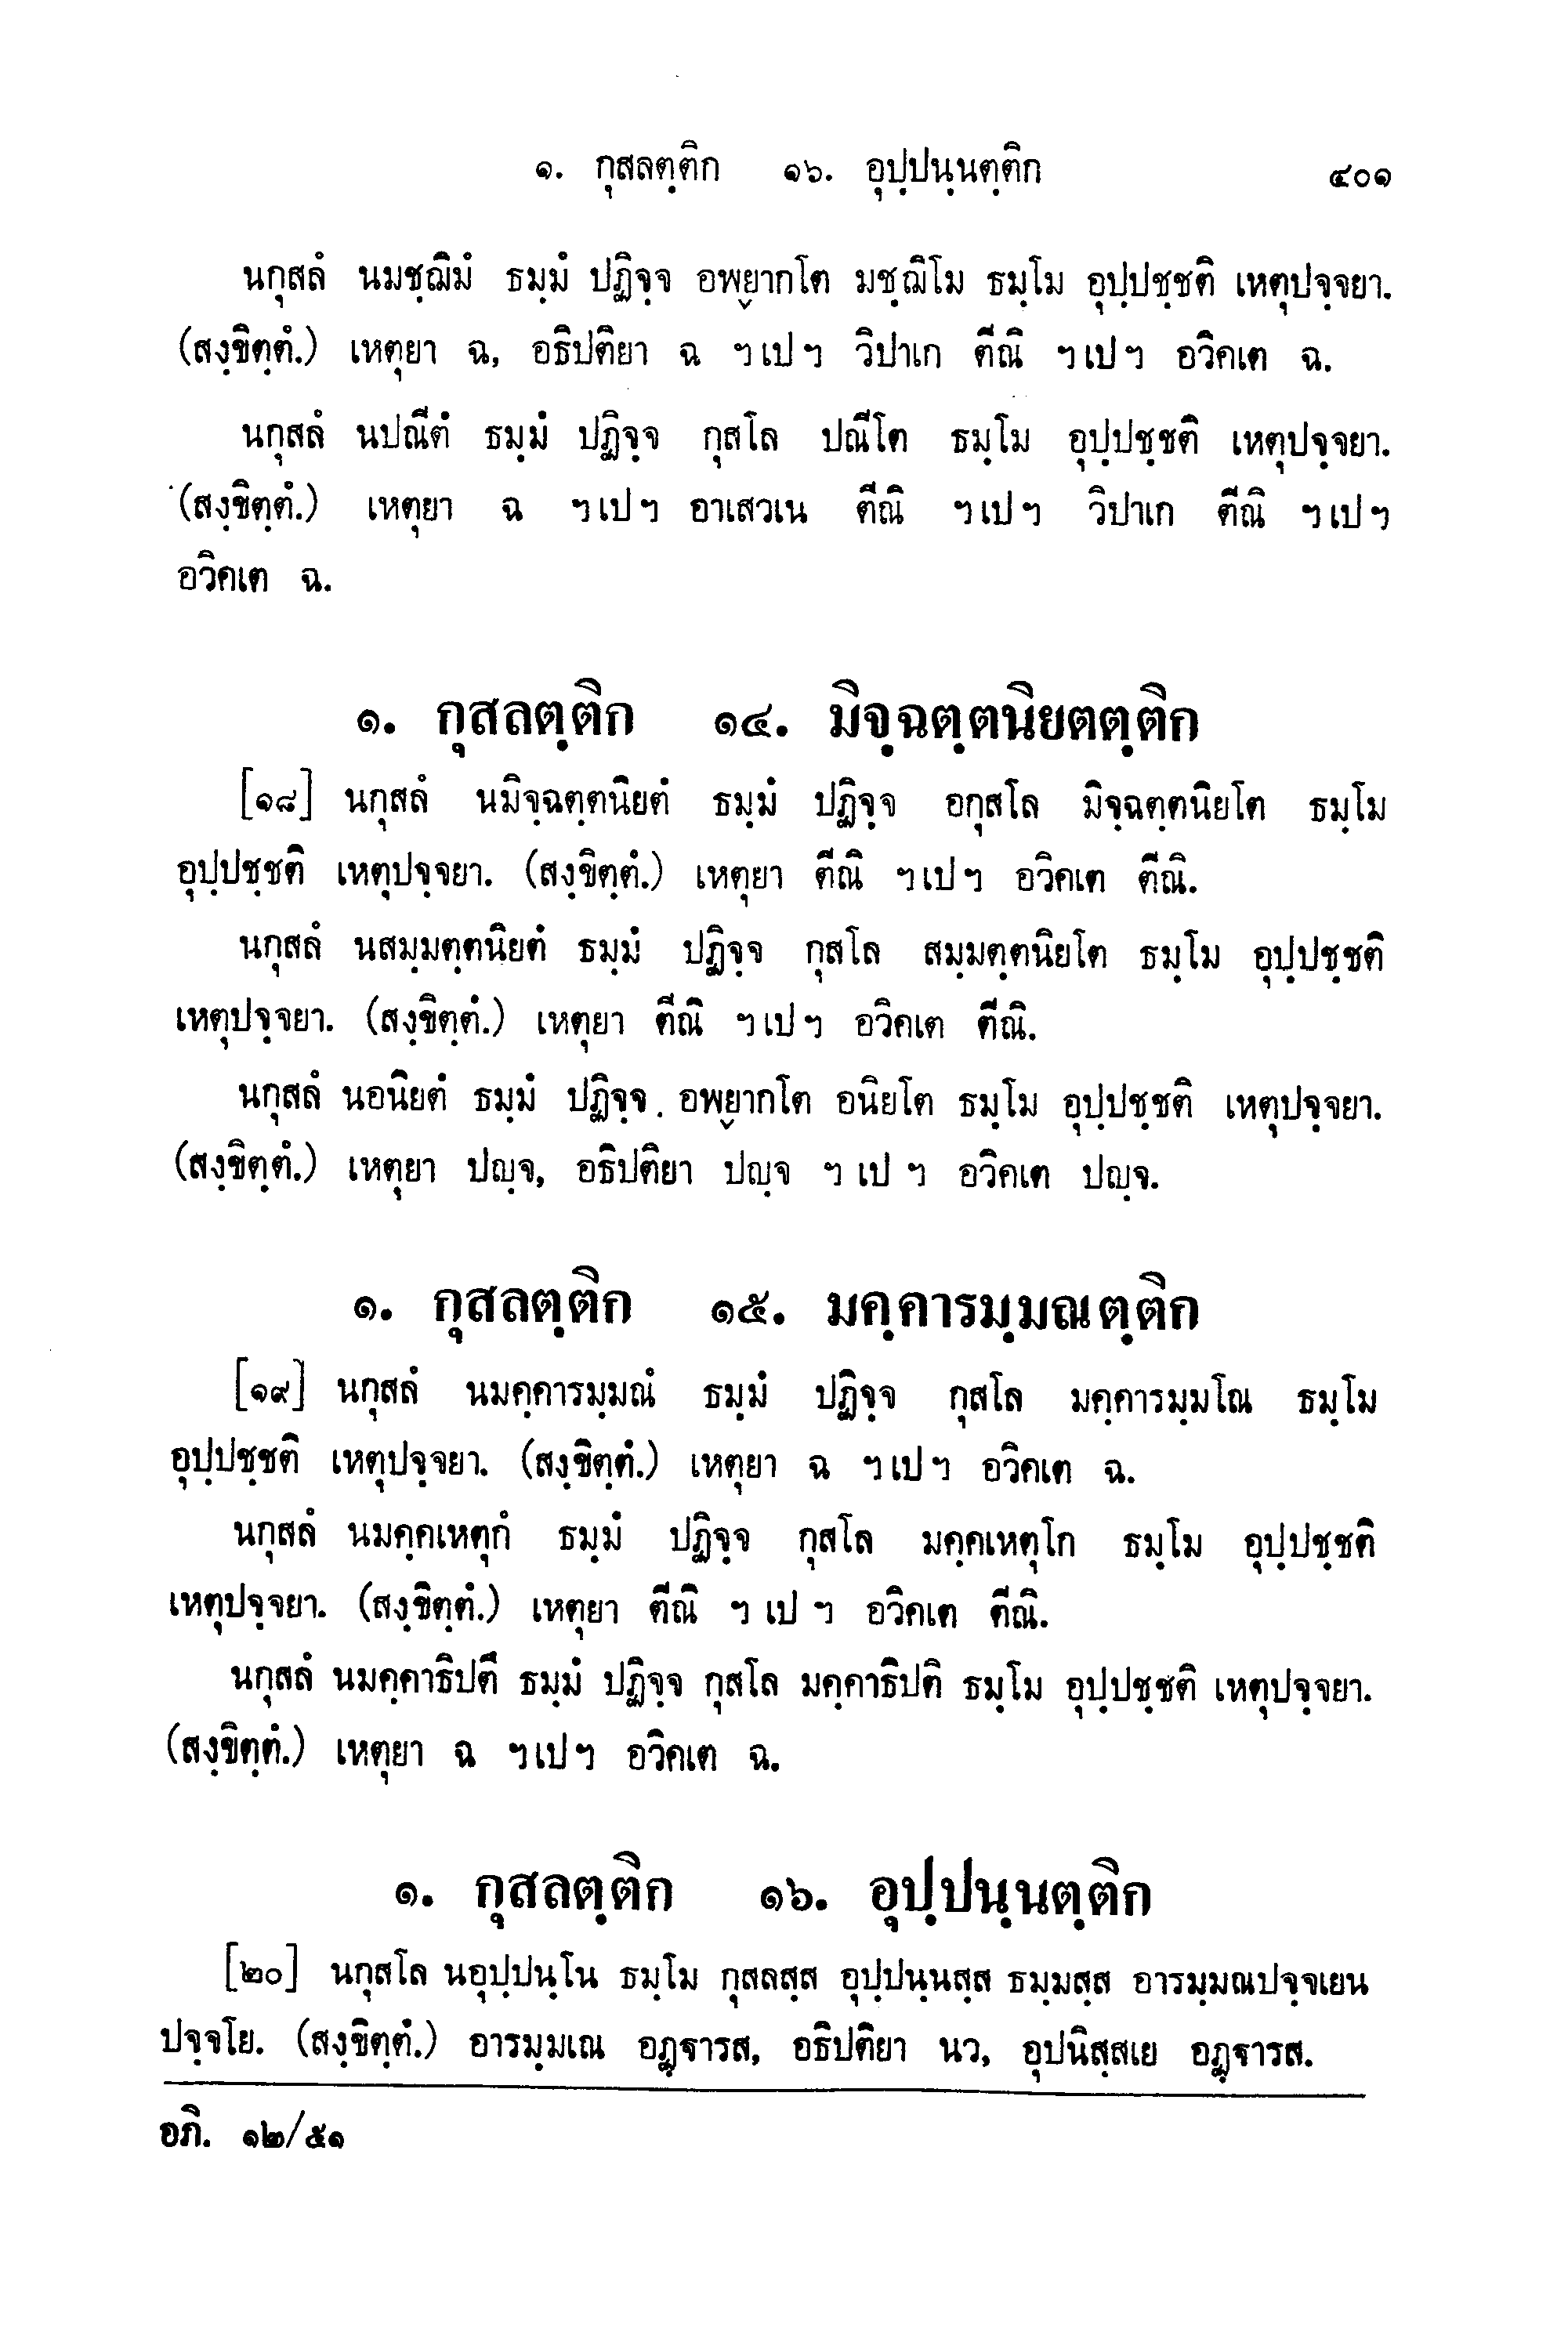 ๑. กุสลตฺติก ๑๖. อุปฺปนฺนตฺติก ๔๐๑
นกุสลํ นมชฺฌิมํ ธมฺมํ ปฏิจฺจ อพฺยากโต มชฺฌิโม ธมฺโม อุปฺปชฺชติ เหตุปจฺจยา.
(สงฺขิตฺตํ.) เหตุยา ฉ, อธิปติยา ฉ ฯเปฯ วิปาเก ตีณิ ฯเปฯ อวิคเต ฉ.
นกุสลํ นปณีตํ ธมฺมํ ปฏิจฺจ กุสโล ปณีโต ธมฺโม อุปฺปชฺชติ เหตุปจฺจยา.
(สงฺขิตฺตํ.) เหตุยา ฉ ฯเปฯ อาเสวเน ตีณิ ฯเปฯ วิปาเก ตีณิ ฯเปฯ
อวิคเต ฉ.
๑. กุสลตฺติก ๑๔. มิจฺฉตฺตนิยตตฺติก
[๑๘] นกุสลํ นมิจฺฉตฺตนิยตํ ธมฺมํ ปฏิจฺจ อกุสโล มิจฺฉตฺตนิยโต ธมฺโม
อุปฺปชฺชติ เหตุปจฺจยา. (สงฺขิตฺตํ.) เหตุยา ตีณิ ฯเปฯ อวิคเต ตีณิ.
นกุสลํ นสมฺมตฺตนิยตํ ธมฺมํ ปฏิจฺจ กุสโล สมฺมตฺตนิยโต ธมฺโม อุปฺปชฺชติ
เหตุปจฺจยา. (สงฺขิตฺตํ.) เหตุยา ตีณิ ฯเปฯ อวิคเต ตีณิ.
นกุสลํ นอนิยตํ ธมฺมํ ปฏิจฺจ อพฺยากโต อนิยโต ธมฺโม อุปฺปชฺชติ เหตุปจฺจยา.
(สงฺขิตฺตํ.) เหตุยา ปญฺจ, อธิปติยา ปญฺจ ฯ เป ฯ อวิคเต ปญฺจ.
๑. กุสลตฺติก ๑๕. มคฺคารมฺมณตฺติก
[๑๙] นกุสลํ นมคฺคารมฺมณํ ธมฺมํ ปฏิจฺจ กุสโล มคฺคารมฺมโณ ธมฺโม
อุปฺปชฺชติ เหตุปจฺจยา. (สงฺขิตฺตํ.) เหตุยา ฉ ฯเปฯ อวิคเต ฉ.
นกุสลํ นมคฺคเหตุกํ ธมฺมํ ปฏิจฺจ กุสโล มคฺคเหตุโก ธมฺโม อุปฺปชฺชติ
เหตุปจฺจยา. (สงฺขิตฺตํ.) เหตุยา ตีณิ ฯ เป ฯ อวิคเต ตีณิ.
นกุสลํ นมคฺคาธิปตึ ธมฺมํ ปฏิจฺจ กุสโล มคฺคาธิปติ ธมฺโม อุปฺปชฺชติ เหตุปจฺจยา.
(สงฺขิตฺตํ.) เหตุยา ฉ ฯเปฯ อวิคเต ฉ.
๑. กุสลตฺติก ๑๖. อุปฺปนฺนตฺติก
[๒๐] นกุสโล นอุปฺปนฺโน ธมฺโม กุสลสฺส อุปฺปนฺนสฺส ธมฺมสฺส อารมฺมณปจฺจเยน
ปจฺจโย. (สงฺขิตฺตํ.) อารมฺมเณ อฏฺฐารส, อธิปติยา นว, อุปนิสฺสเย อฏฺฐารส.
อภิ. ๑๒/๕๑